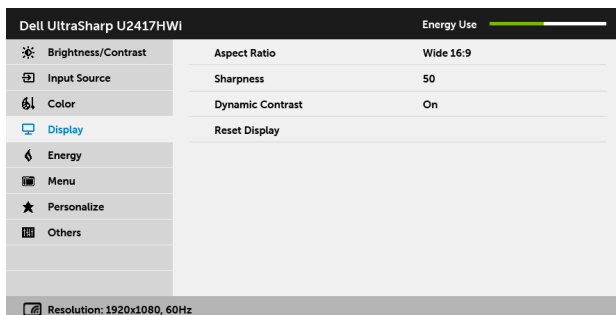 Dell UltraSharp U2417HWi Energy Use
Brightness/Contrast Aspect Ratio Wide 16:9
Input Source Sharpness 50
Color Dynamic Contrast On
Display Reset Display
Energy
Menu
Personalize
Others
Resolution: 1920x1080, 60Hz